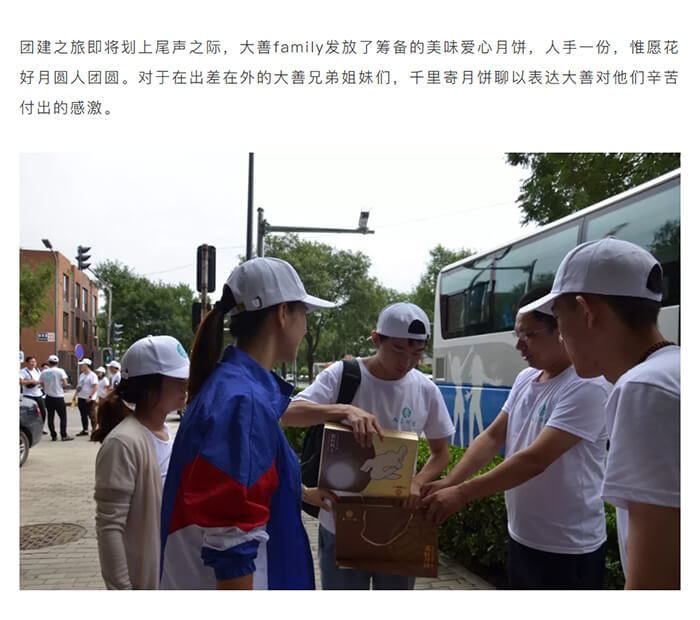 团建之旅即将划上尾声之际，大善family发放了筹备的美味爱心月饼，人手一份，惟愿花
好月圆人团圆。对于在出差在外的大善兄弟姐妹们，千里寄月饼聊以表达大善对他们辛苦
付出的感激。